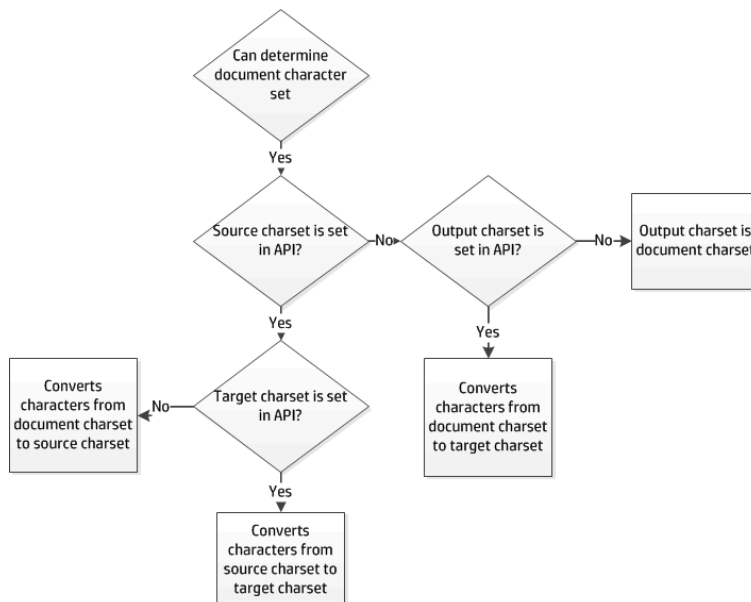 Can determine
document character
set
Yes
Source charset is set
in API?
No
Output charset is
set in API?
No
Output charset is
document charset
Yes
Yes
Target charset is set
in API?
No
Converts
characters from
document charset
to source charset
Converts
characters from
document charset
to target charset
Yes
Converts
characters from
source charset to
target charset